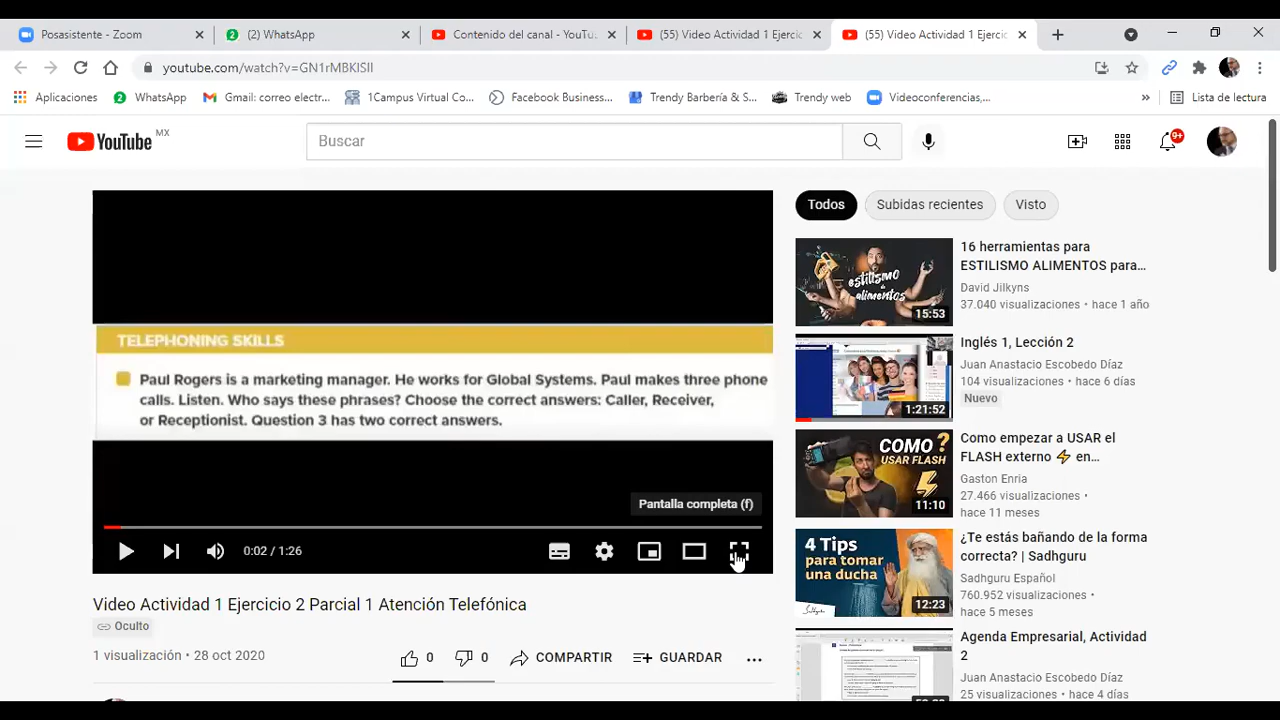 Posasistente - Zoom
(2) WhatsApp
Contenido del canal - YouTu
(55) Video Actividad 1 Ejercic
(55) Video Actividad 1 Ejercic
youtube.com/watch?v=GN1rMBKlSlI
Aplicaciones
WhatsApp
Gmail: correo electr...
1Campus Virtual Co...
Facebook Business...
Trendy Barbería & S...
Trendy web
Videoconferencias,...
Lista de lectura
YouTube MX
Buscar
9+
TELEPHONING SKILLS
Paul Rogers is a marketing manager. He works for Global Systems. Paul makes three phone
calls. Listen. Who says these phrases? Choose the correct answers: Caller, Receiver,
or Receptionist. Question 3 has two correct answers.
Pantalla completa (f)
0:02 / 1:26
Video Actividad 1 Ejercicio 2 Parcial 1 Atención Telefónica
Oculto
1 visualización · 28 oct 2020
0
0
COMPARTIR
GUARDAR
Todos
Subidas recientes
Visto
estilismo
de
alimentos
15:53
16 herramientas para
ESTILISMO ALIMENTOS para...
David Jilkyns
37.040 visualizaciones • hace 1 año
1:21:52
Inglés 1, Lección 2
Juan Anastacio Escobedo Díaz
104 visualizaciones • hace 6 días
Nuevo
COMO ?
USAR FLASH
11:10
Como empezar a USAR el
FLASH externo ⚡ en...
Gaston Enria
27.466 visualizaciones •
hace 11 meses
4 Tips
para tomar
una ducha
Sadhguru
12:23
¿Te estás bañando de la forma
correcta? | Sadhguru
Sadhguru Español
760.952 visualizaciones •
hace 5 meses
Agenda Empresarial, Actividad
2
Juan Anastacio Escobedo Díaz
25 visualizaciones • hace 4 días